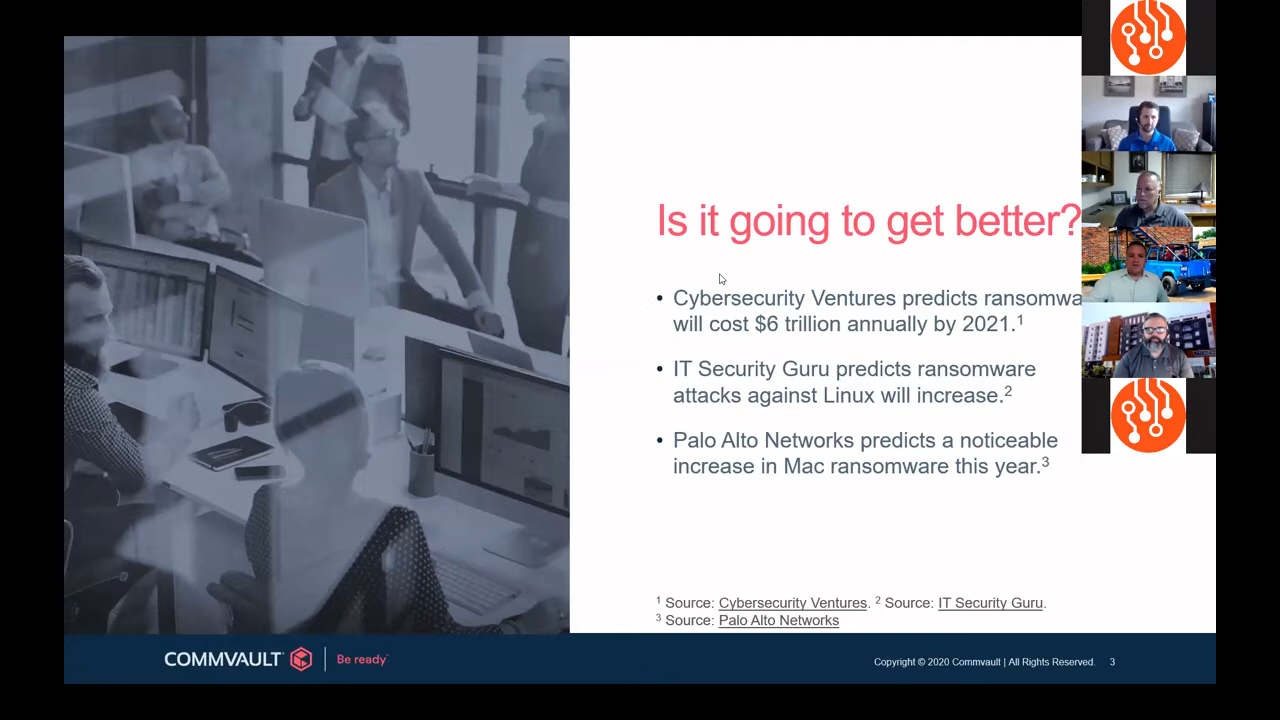 Is it going to get better?
• Cybersecurity Ventures predicts ransomwa
will cost $6 trillion annually by 2021.¹
• IT Security Guru predicts ransomware
attacks against Linux will increase.²
• Palo Alto Networks predicts a noticeable
increase in Mac ransomware this year.³
¹ Source: Cybersecurity Ventures. ² Source: IT Security Guru.
³ Source: Palo Alto Networks
COMMVAULT
Be ready™
Copyright © 2020 Commvault | All Rights Reserved. 3